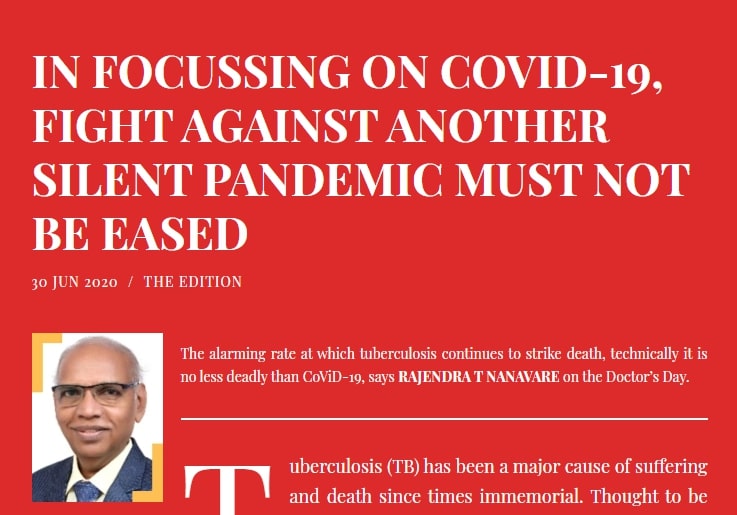 IN FOCUSSING ON COVID-19,
FIGHT AGAINST ANOTHER
SILENT PANDEMIC MUST NOT
BE EASED
30 JUN 2020 / THE EDITION
The alarming rate at which tuberculosis continues to strike death, technically it is
no less deadly than CoViD-19, says RAJENDRA T NANAVARE on the Doctor’s Day.
Tuberculosis (TB) has been a major cause of suffering
and death since times immemorial. Thought to be